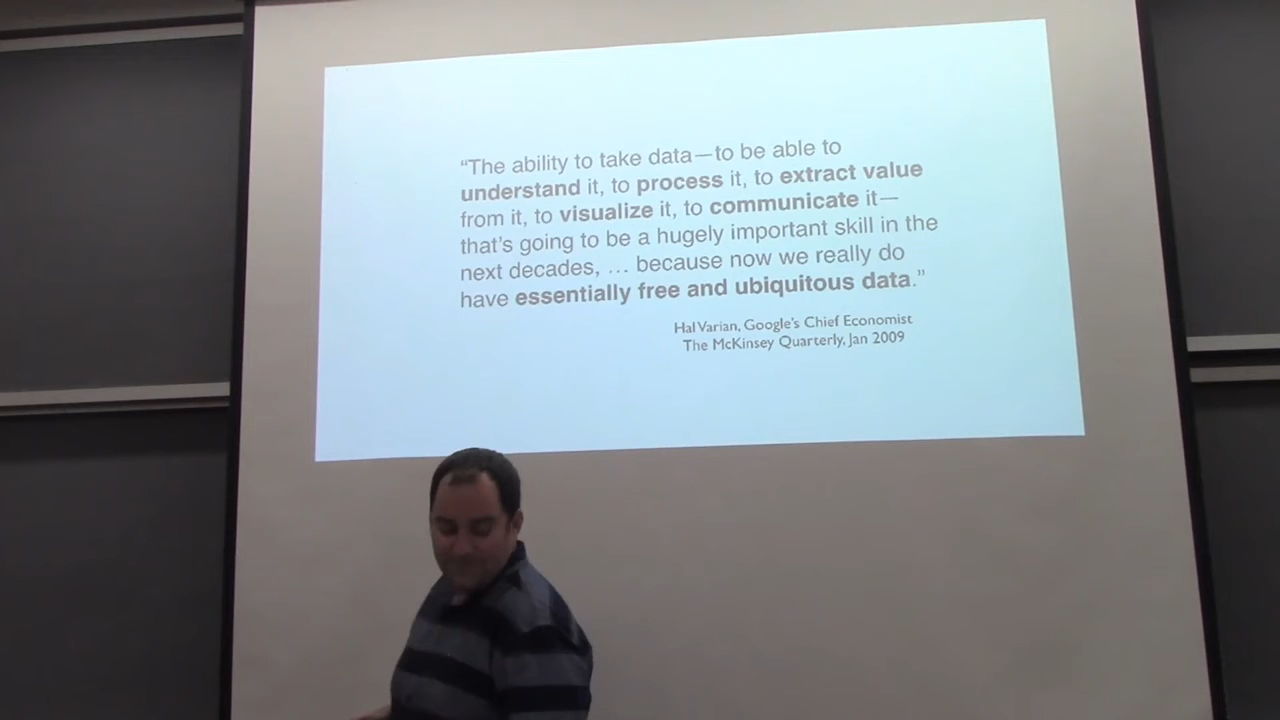 “The ability to take data—to be able to
understand it, to process it, to extract value
from it, to visualize it, to communicate it—
that’s going to be a hugely important skill in the
next decades, … because now we really do
have essentially free and ubiquitous data.”
Hal Varian, Google’s Chief Economist
The McKinsey Quarterly, Jan 2009